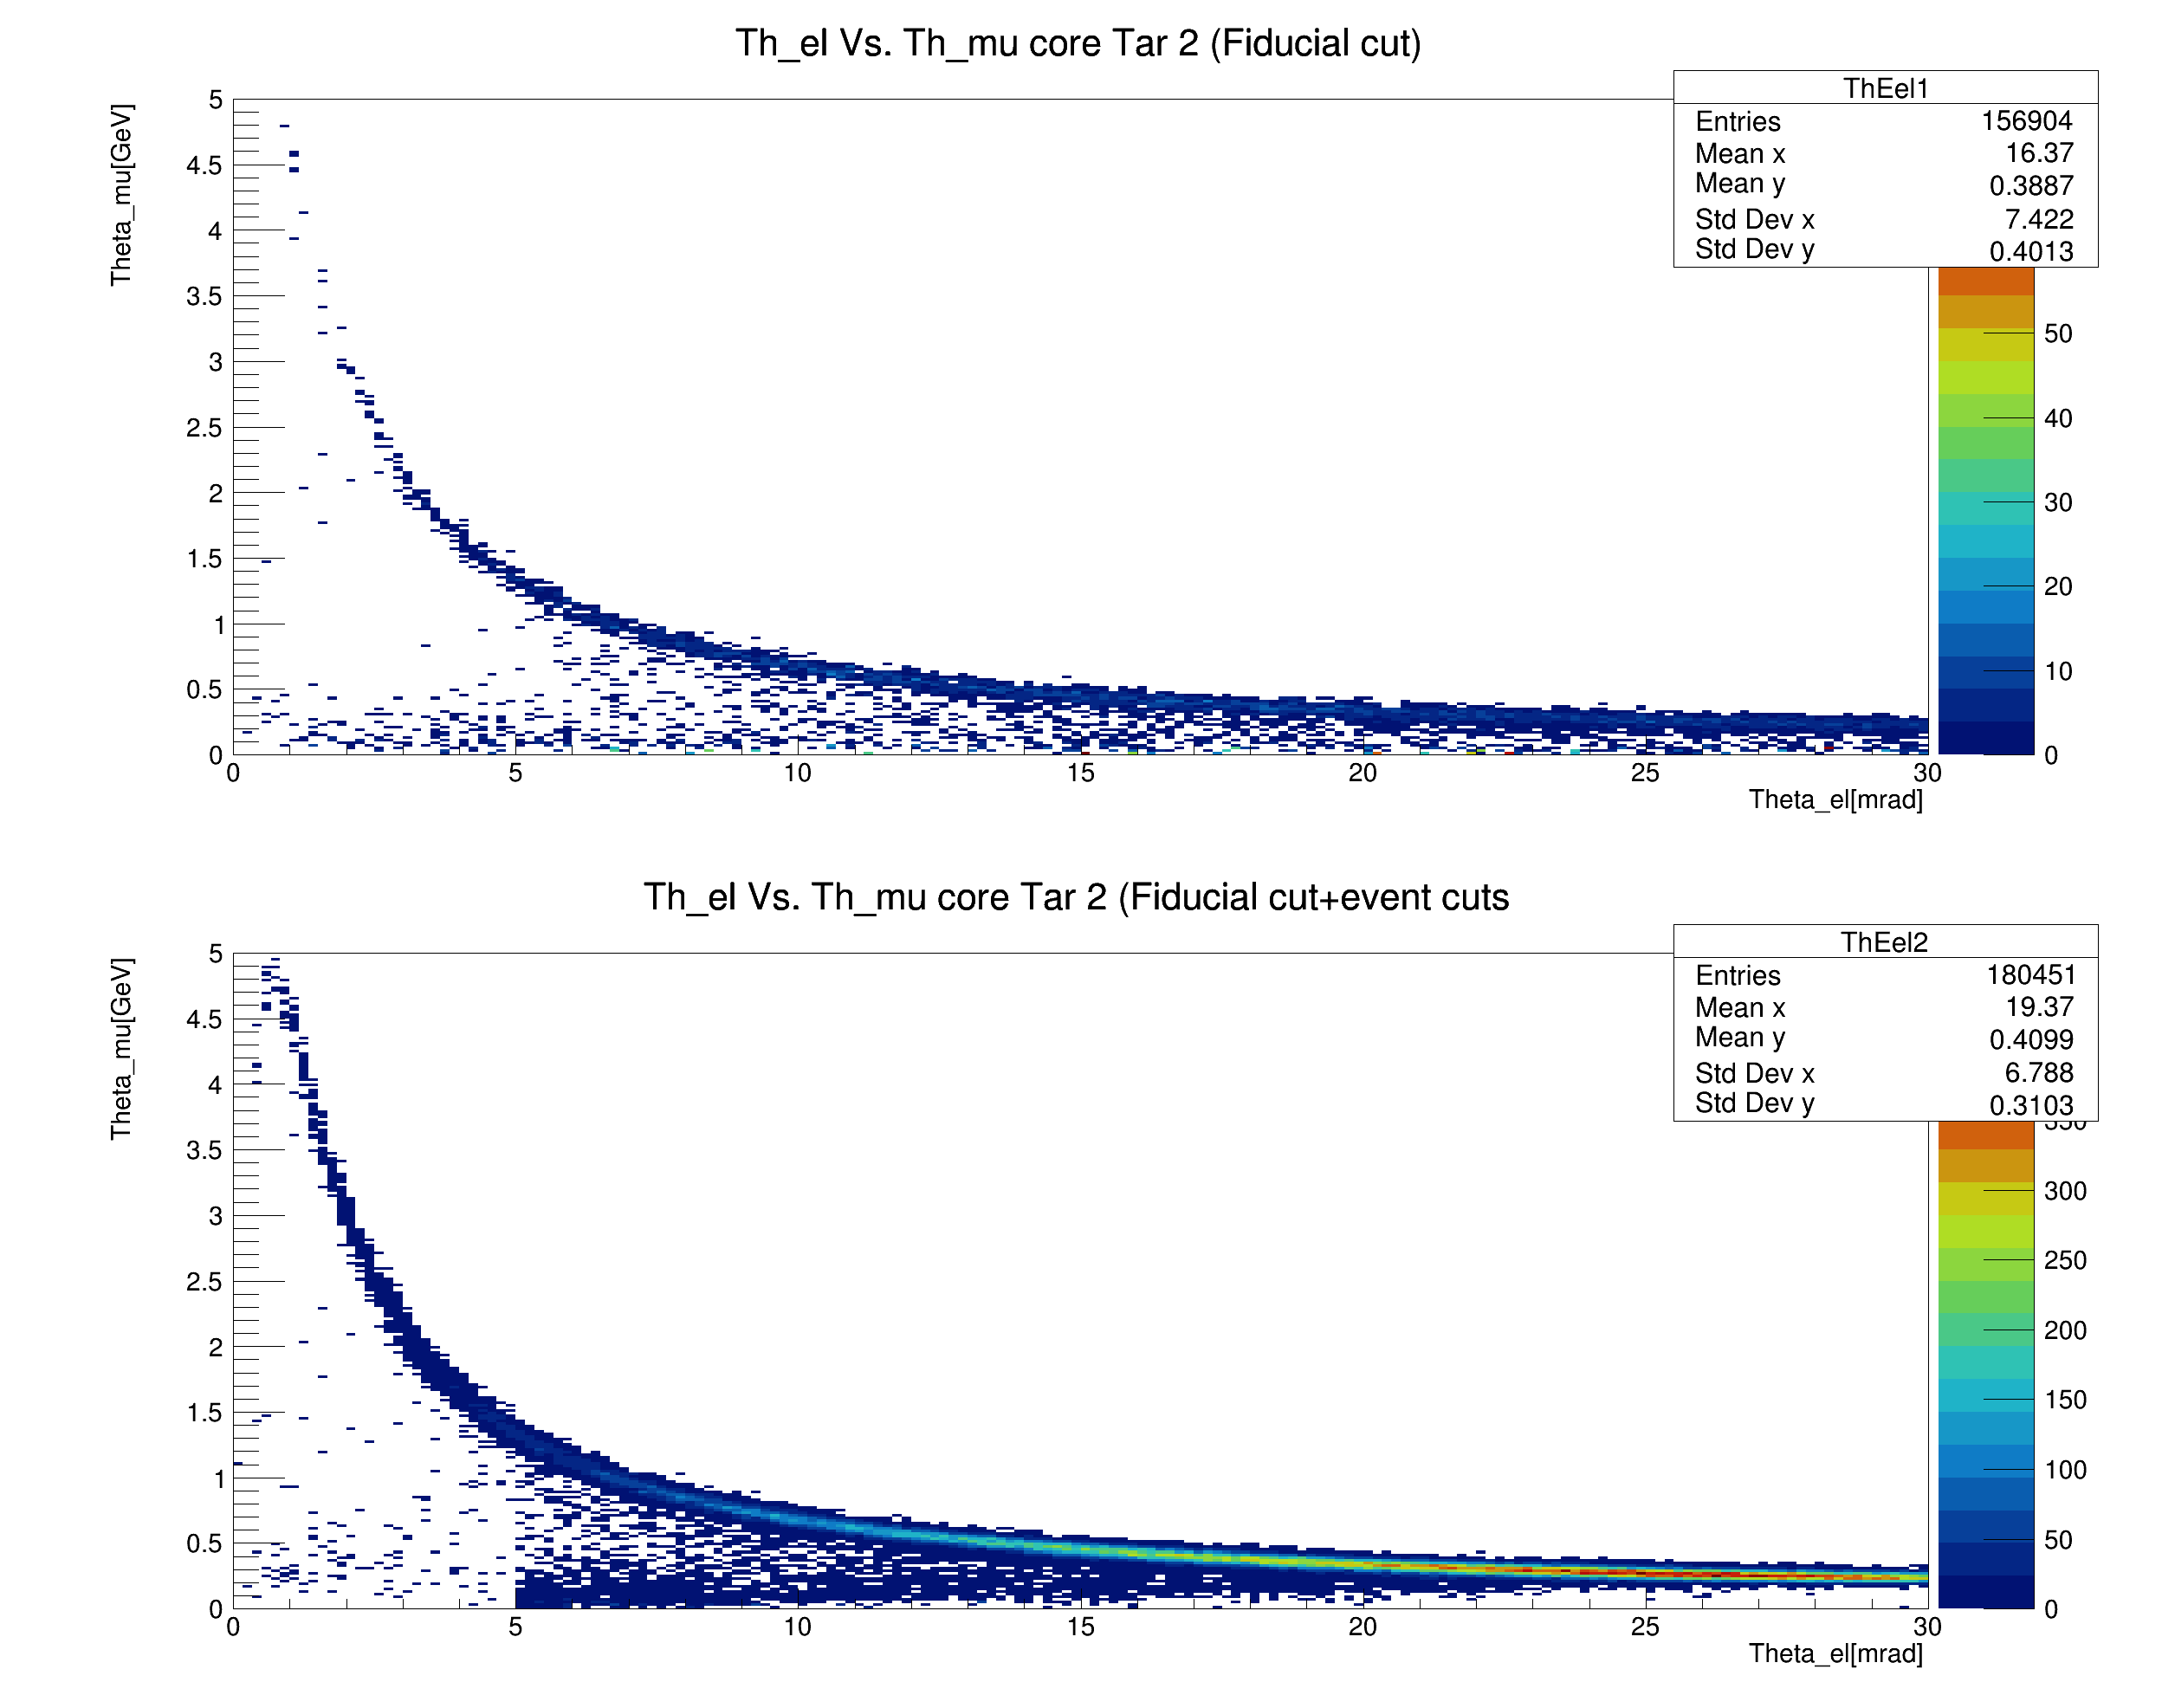 Th_el Vs. Th_mu core Tar 2 (Fiducial cut)
ThEel1
Entries 156904
Mean x 16.37
Mean y 0.3887
Std Dev x 7.422
Std Dev y 0.4013
Theta_mu[GeV]
5
4.5
4
3.5
3
2.5
2
1.5
1
0.5
0
50
40
30
20
10
0
0 5 10 15 20 25 30
Theta_el[mrad]
Th_el Vs. Th_mu core Tar 2 (Fiducial cut+event cuts
ThEel2
Entries 180451
Mean x 19.37
Mean y 0.4099
Std Dev x 6.788
Std Dev y 0.3103
Theta_mu[GeV]
5
4.5
4
3.5
3
2.5
2
1.5
1
0.5
0
350
300
250
200
150
100
50
0
0 5 10 15 20 25 30
Theta_el[mrad]